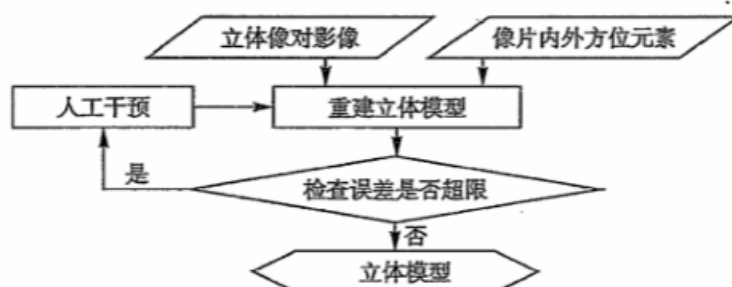 立体像对影像
像片内外方位元素
人工干预
重建立体模型
是
检查误差是否超限
否
立体模型